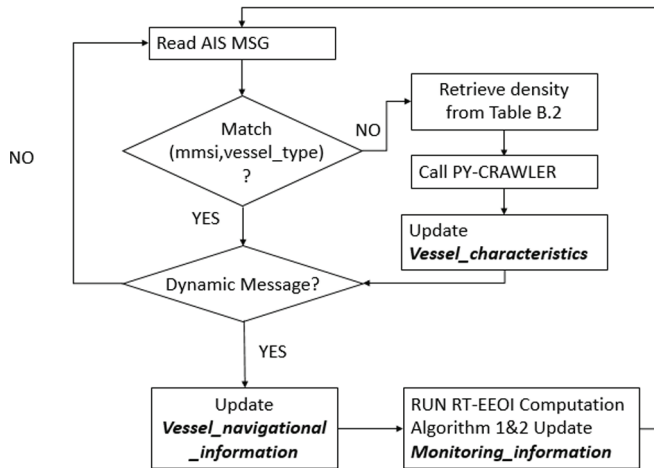 Read AIS MSG
Match
(mmsi,vessel_type)
?
NO
Retrieve density
from Table B.2
Call PY-CRAWLER
Update
Vessel_characteristics
YES
NO
Dynamic Message?
YES
Update
Vessel_navigational
_information
RUN RT-EEOI Computation
Algorithm 1&2 Update
Monitoring_information